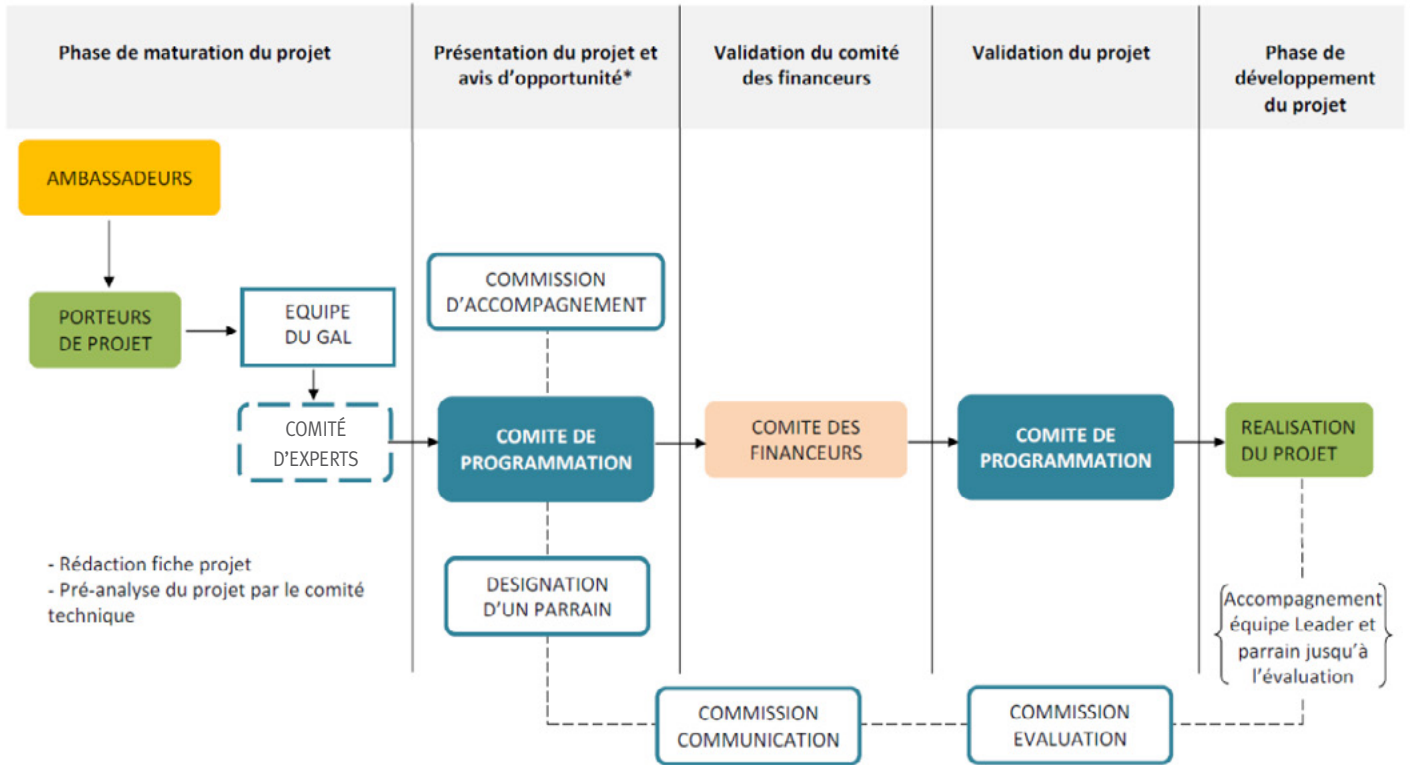 Phase de maturation du projet
Présentation du projet et
avis d'opportunité*
Validation du comité
des financeurs
Validation du projet
Phase de
développement
du projet
AMBASSADEURS
PORTEURS
DE PROJET
EQUIPE
DU GAL
COMITÉ
D'EXPERTS
- Rédaction fiche projet
- Pré-analyse du projet par le comité
technique
COMMISSION
D'ACCOMPAGNEMENT
COMITE DE
PROGRAMMATION
DESIGNATION
D'UN PARRAIN
COMITE DES
FINANCEURS
COMITE DE
PROGRAMMATION
REALISATION
DU PROJET
Accompagnement
équipe Leader et
parrain jusqu'à
l'évaluation
COMMISSION
COMMUNICATION
COMMISSION
EVALUATION